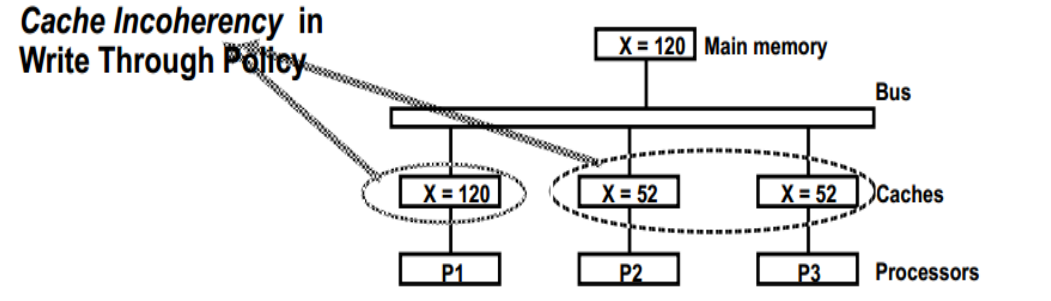 Cache Incoherency in
Write Through Policy
X = 120 Main memory
Bus
X = 120 X = 52 X = 52 Caches
P1 P2 P3 Processors